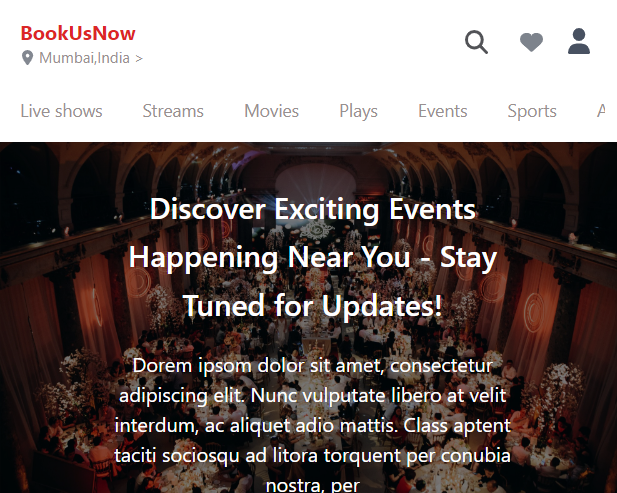 BookUsNow
Mumbai,India >
Live shows Streams Movies Plays Events Sports A
Discover Exciting Events
Happening Near You - Stay
Tuned for Updates!
Dorem ipsom dolor sit amet, consectetur
adipiscing elit. Nunc vulputate libero at velit
interdum, ac aliquet adio mattis. Class aptent
taciti sociosqu ad litora torquent per conubia
nostra, per